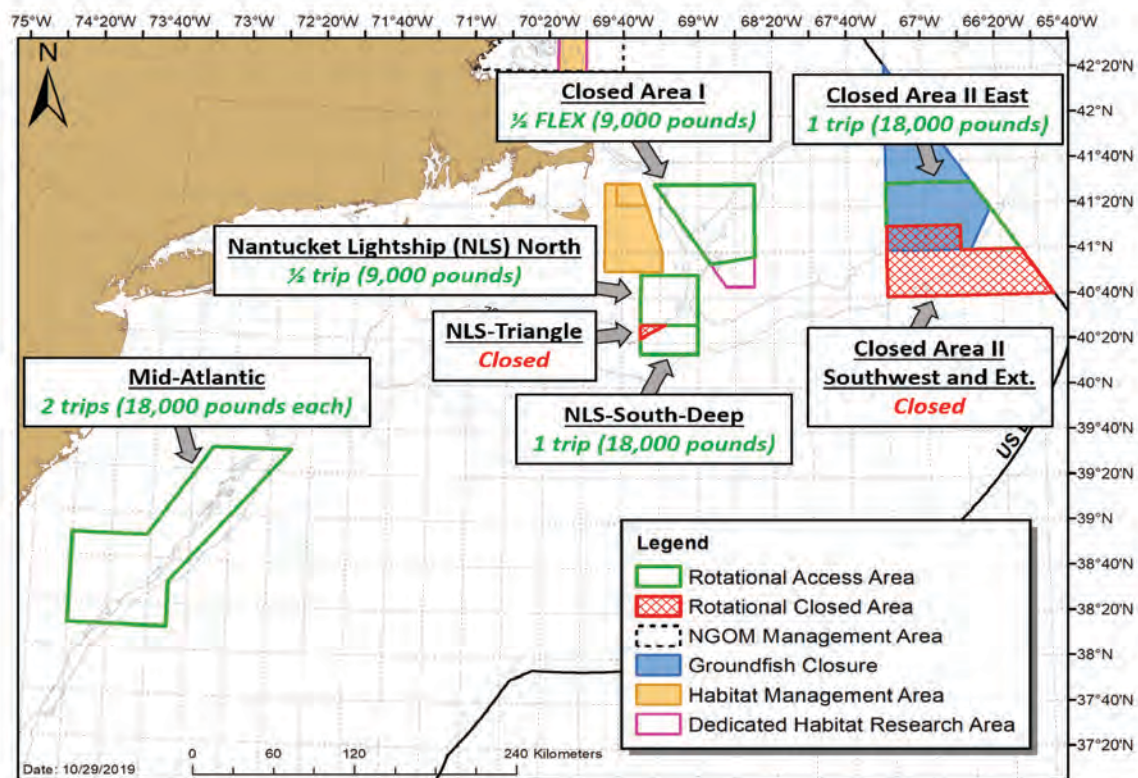 75°W 74°20'W 73°40'W 73°W 72°20'W 71°W 70°20'W 69°40'W 69°W 68°20'W 67°40'W 67°W 66°20'W 65°40'W
N
42°20'N
42°N
41°40'N
41°20'N
41°N
40°40'N
40°20'N
40°N
39°40'N
39°20'N
39°N
38°40'N
38°20'N
38°N
37°40'N
37°20'N
Closed Area I
½ FLEX (9,000 pounds)
Closed Area II East
1 trip (18,000 pounds)
Nantucket Lightship (NLS) North
½ trip (9,000 pounds)
NLS-Triangle
Closed
Closed Area II
Southwest and Ext.
Closed
Mid-Atlantic
2 trips (18,000 pounds each)
NLS-South-Deep
1 trip (18,000 pounds)
US
Legend
Rotational Access Area
Rotational Closed Area
NGOM Management Area
Groundfish Closure
Habitat Management Area
Dedicated Habitat Research Area
0 60 120 240 Kilometers
Date: 10/29/2019